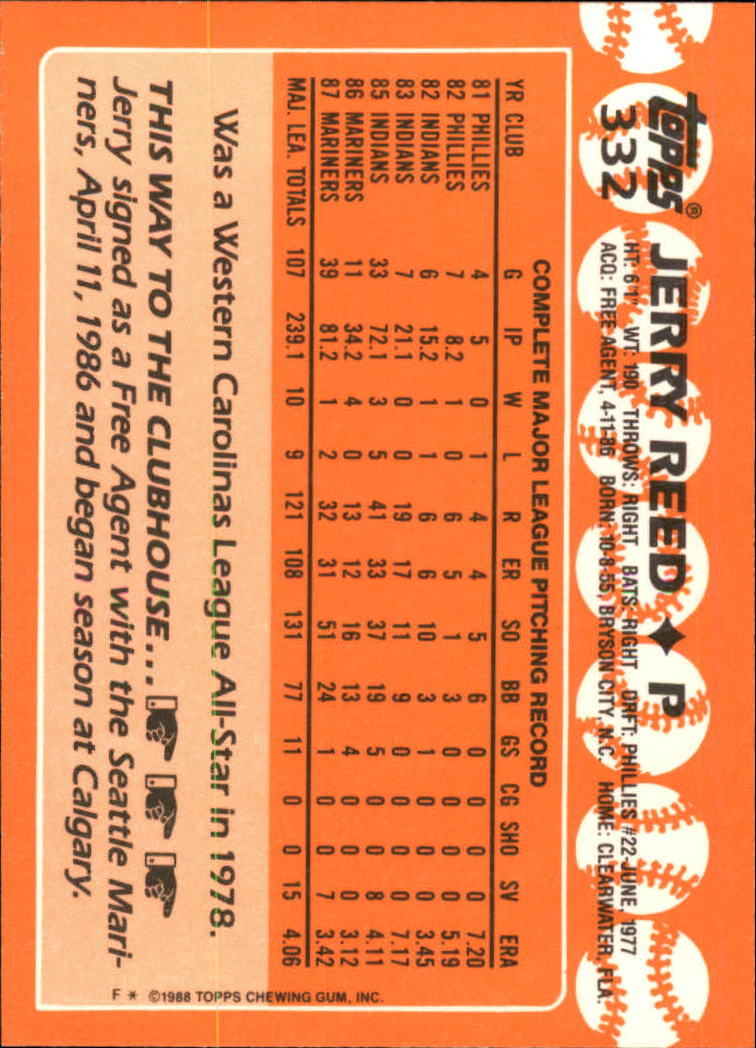 topps®
332
JERRY REED ♦ P
HT: 6'1" WT: 190 THROWS: RIGHT BATS: RIGHT DRFT: PHILLIES #22-JUNE, 1977
ACQ: FREE AGENT, 4-11-86 BORN: 10-8-55, BRYSON CITY, N.C. HOME: CLEARWATER, FLA.
COMPLETE MAJOR LEAGUE PITCHING RECORD
YR CLUB G IP W L R ER SO BB GS CG SHO SV ERA
81 PHILLIES 4 5 0 1 4 4 5 6 0 0 0 0 7.20
82 PHILLIES 7 8.2 1 0 6 5 1 3 0 0 0 0 5.19
82 INDIANS 6 15.2 1 1 6 6 10 3 1 0 0 0 3.45
83 INDIANS 7 21.1 0 0 19 17 11 9 0 0 0 0 7.17
85 INDIANS 33 72.1 3 5 41 33 37 19 5 0 0 8 4.11
86 MARINERS 11 34.2 4 0 13 12 16 13 4 0 0 0 3.12
87 MARINERS 39 81.2 1 2 32 31 51 24 1 0 0 7 3.42
MAJ. LEA. TOTALS 107 239.1 10 9 121 108 131 77 11 0 0 15 4.06
Was a Western Carolinas League All-Star in 1978.
THIS WAY TO THE CLUBHOUSE...
Jerry signed as a Free Agent with the Seattle Mari-
ners, April 11, 1986 and began season at Calgary.
F * ©1988 TOPPS CHEWING GUM, INC.